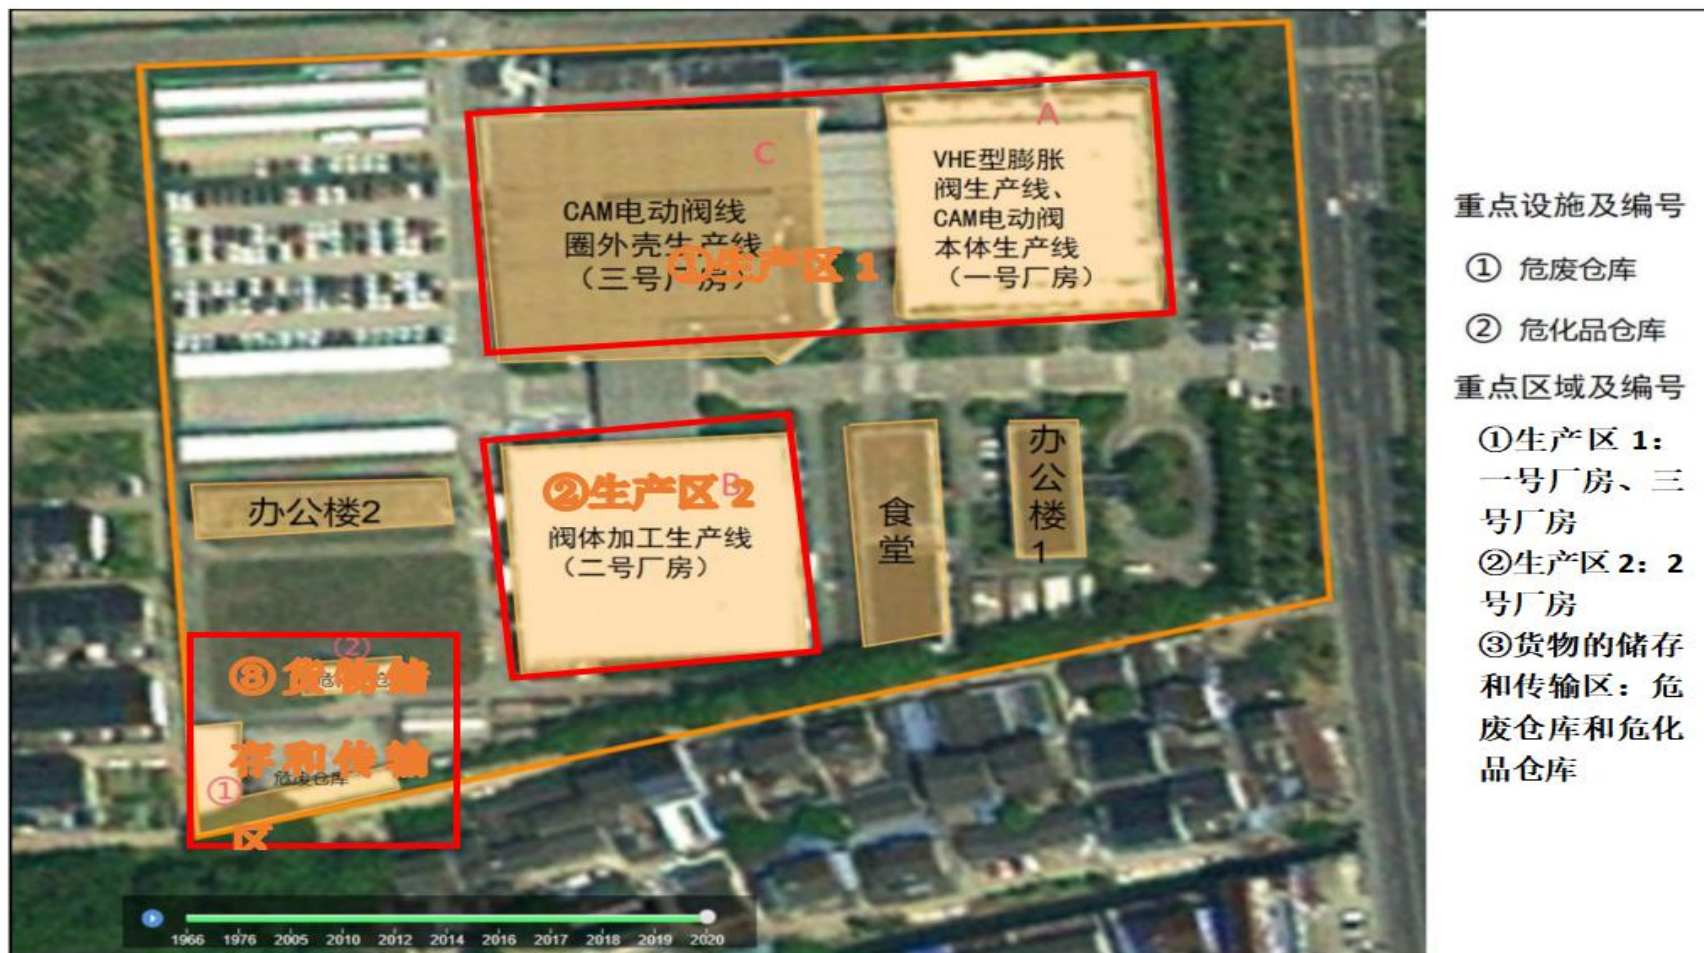 A
C
VHE型膨胀
阀生产线、
CAM电动阀
本体生产线
（一号厂房）
CAM电动阀线
圈外壳生产线
（三号厂房）
①生产区 1
②生产区 2
B
阀体加工生产线
（二号厂房）
办公楼2
食堂
办公楼1
(2)
③货物储
存和传输
区
①
危废仓库
重点设施及编号
① 危废仓库
② 危化品仓库
重点区域及编号
①生产区 1：
一号厂房、三
号厂房
②生产区 2：2
号厂房
③货物的储存
和传输区：危
废仓库和危化
品仓库
1966 1976 2005 2010 2012 2014 2016 2017 2018 2019 2020